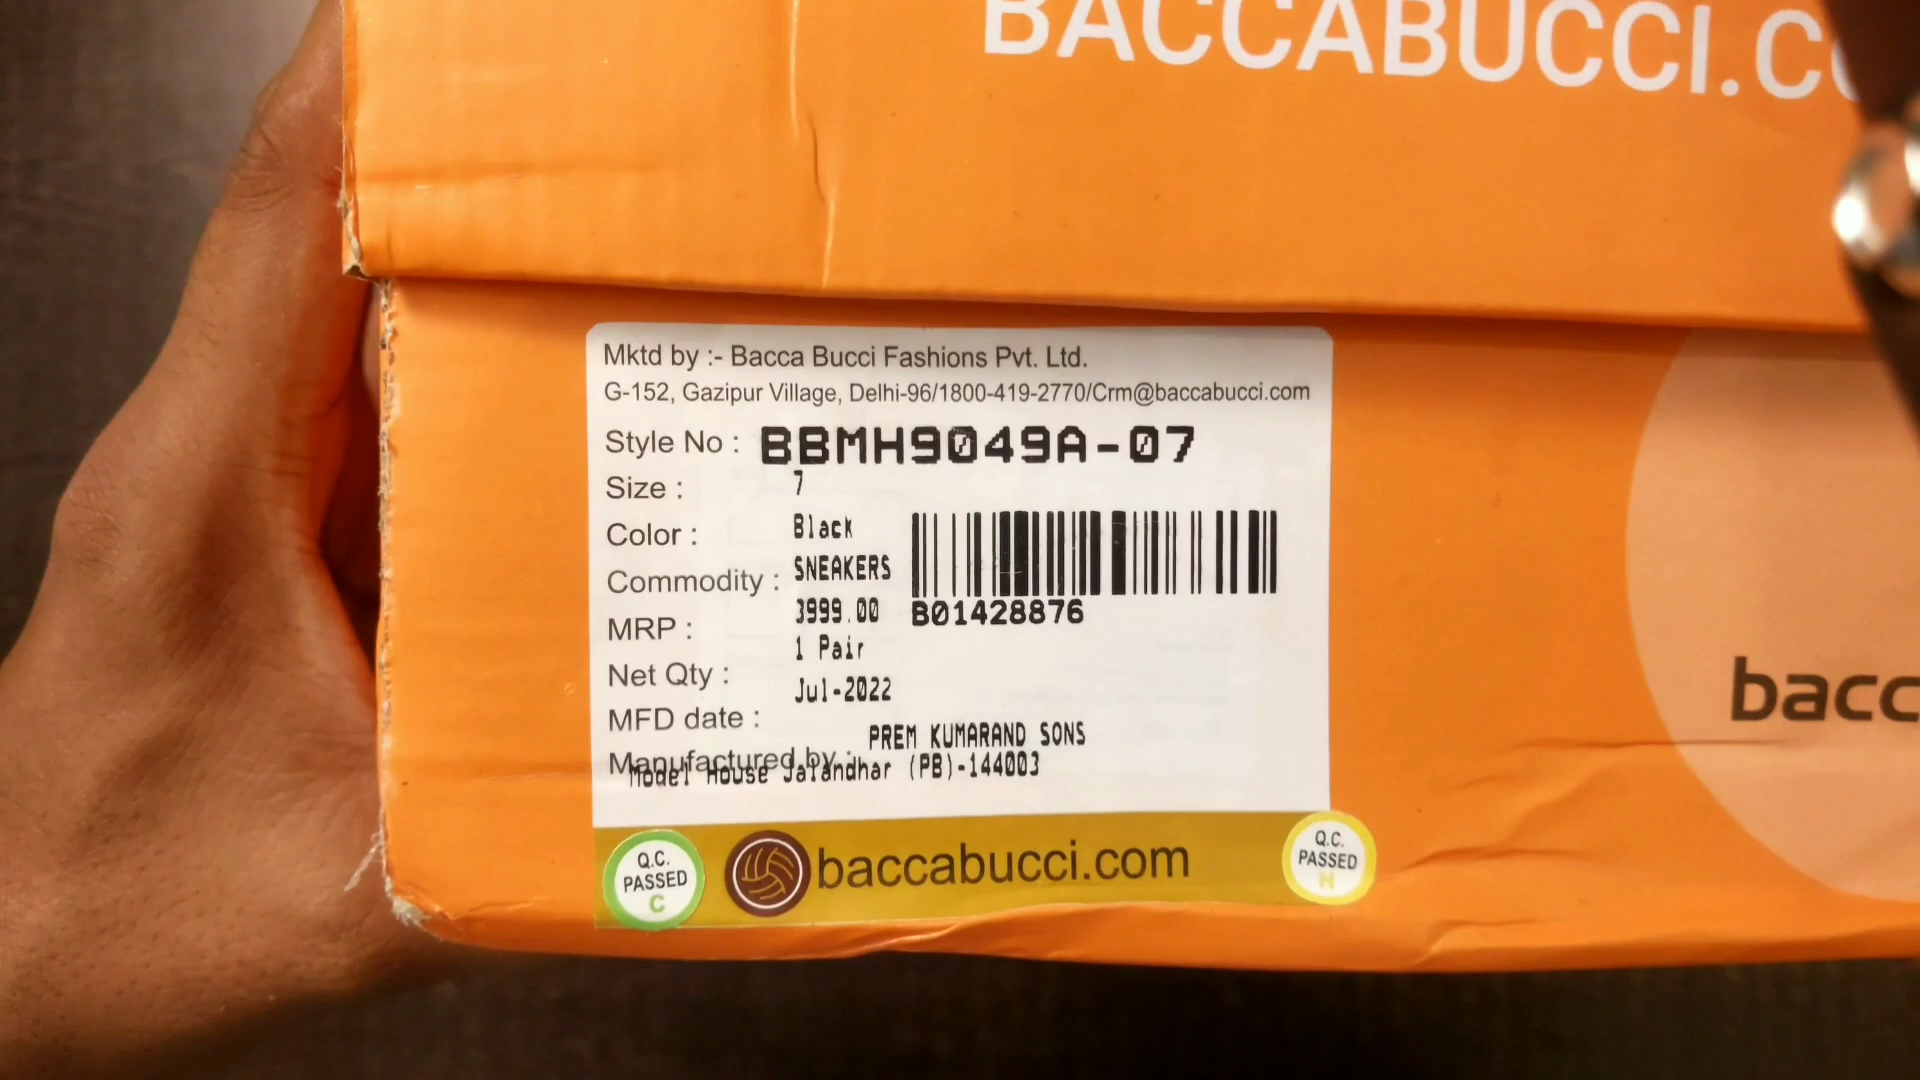 BACCABUCCI.CO
Mktd by :- Bacca Bucci Fashions Pvt. Ltd.
G-152, Gazipur Village, Delhi-96/1800-419-2770/Crm@baccabucci.com
Style No : BBMH9049A-07
Size : 7
Color : Black
Commodity : SNEAKERS
MRP : 3999.00
B01428876
Net Qty : 1 Pair
MFD date : Jul-2022
Manufactured by : PREM KUMARAND SONS
Model House Jalandhar (PB)-144003
bacc
Q.C.
PASSED
C
baccabucci.com
Q.C.
PASSED
H